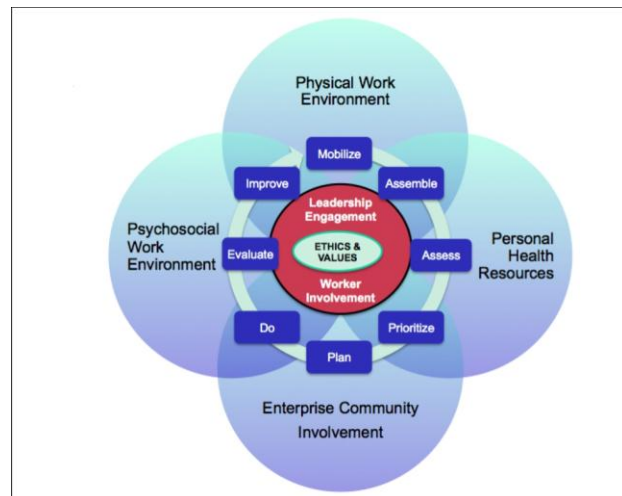 Physical Work
Environment
Mobilize
Improve
Assemble
Leadership
Engagement
Psychosocial
Work
Environment
Evaluate
ETHICS &
VALUES
Assess
Personal
Health
Resources
Worker
Involvement
Do
Prioritize
Plan
Enterprise Community
Involvement